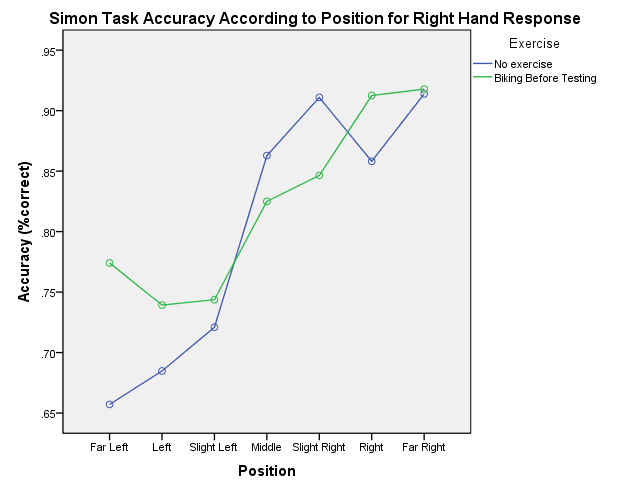 Simon Task Accuracy According to Position for Right Hand Response
Exercise
No exercise
Biking Before Testing
.95
.90
.85
.80
.75
.70
.65
Accuracy (%correct)
Far Left
Left
Slight Left
Middle
Slight Right
Right
Far Right
Position